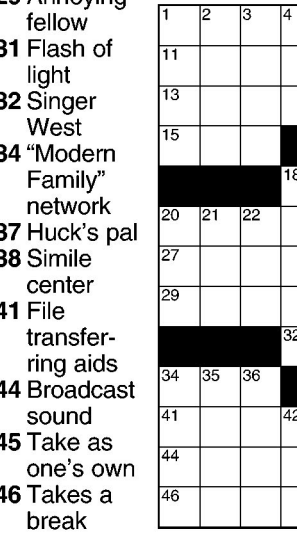 Annoying
fellow
31 Flash of
light
32 Singer
West
34 “Modern
Family”
network
37 Huck's pal
38 Simile
center
41 File
transfer-
ring aids
44 Broadcast
sound
45 Take as
one's own
46 Takes a
break
1 2 3 4
11
13
15
18
20 21 22
27
29
32
34 35 36
41 42
44
46